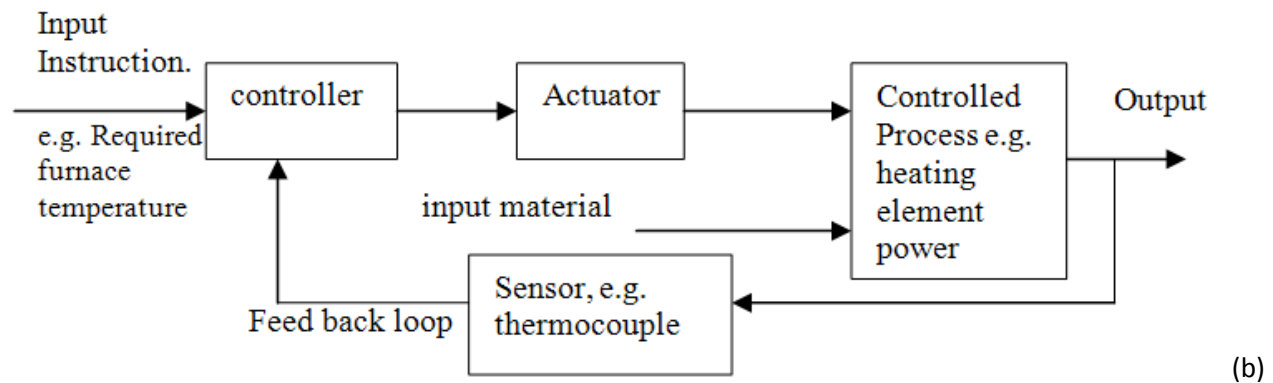 Input
Instruction.
e.g. Required
furnace
temperature
controller
Actuator
Controlled
Process e.g.
heating
element
power
Output
input material
Sensor, e.g.
thermocouple
Feed back loop
(b)